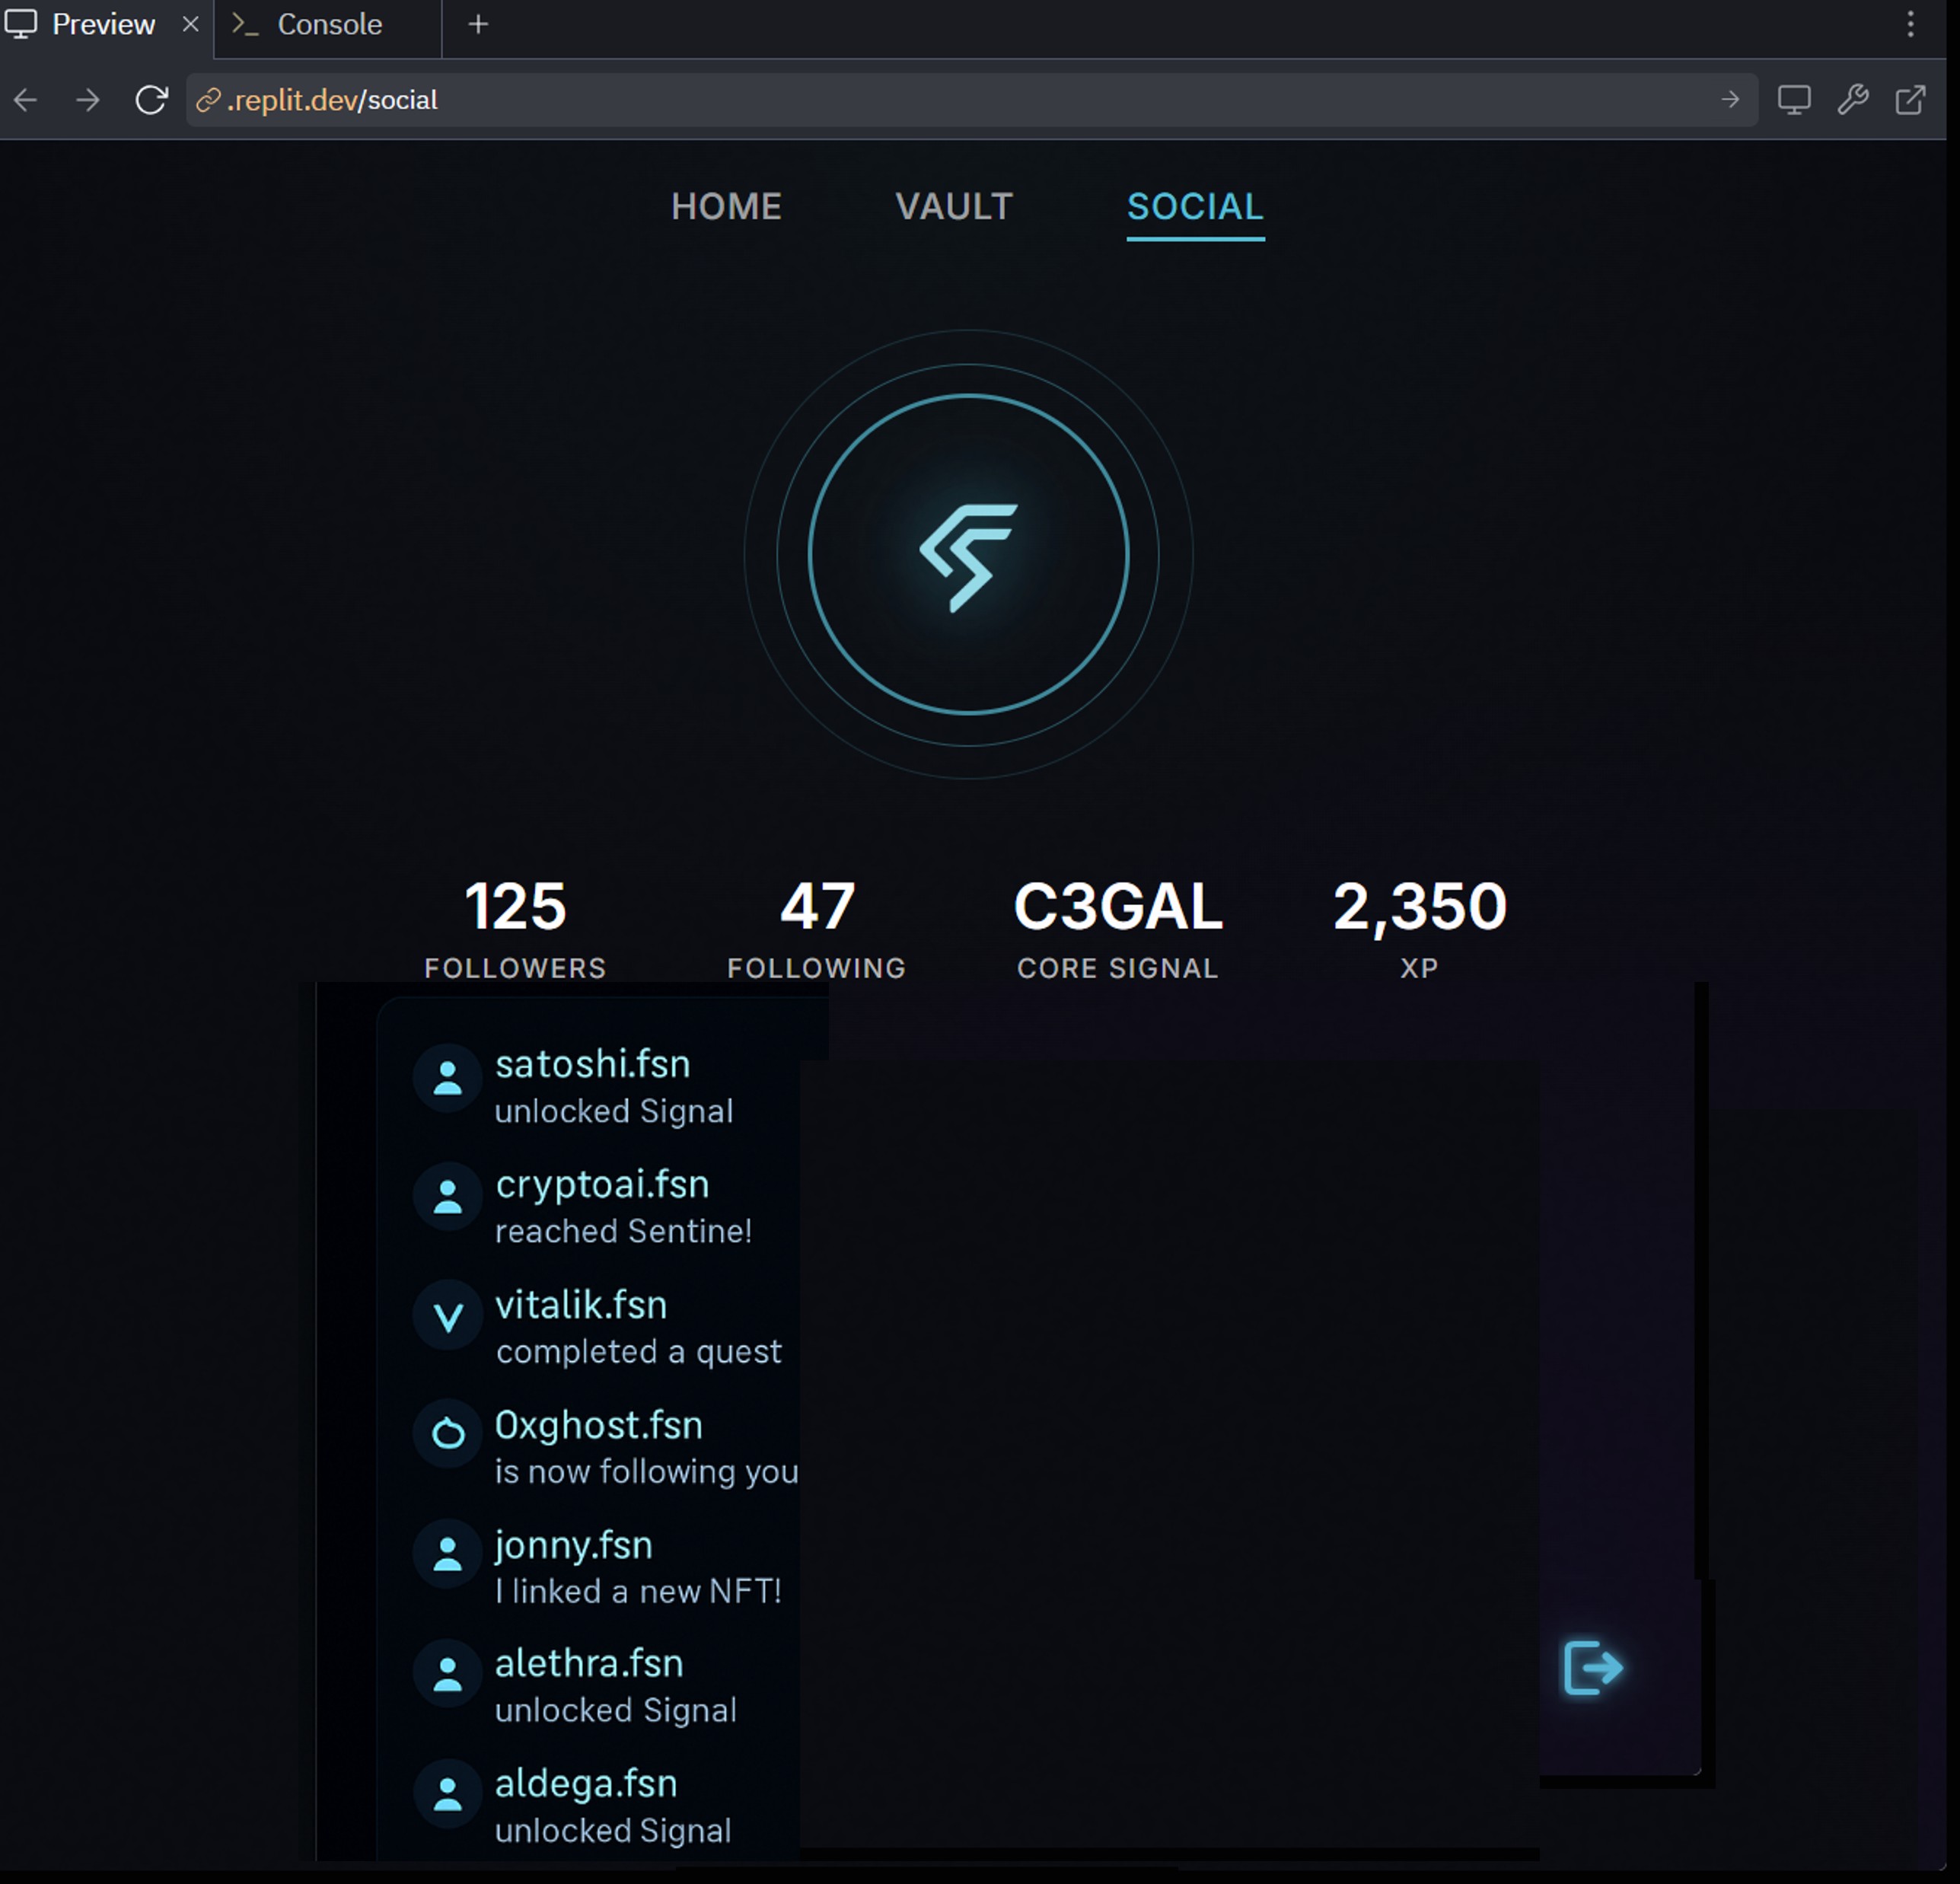 Preview
Console
.replit.dev/social
HOME VAULT SOCIAL
125 47 C3GAL 2,350
FOLLOWERS FOLLOWING CORE SIGNAL XP
satoshi.fsn
unlocked Signal
cryptoai.fsn
reached Sentine!
vitalik.fsn
completed a quest
0xghost.fsn
is now following you
jonny.fsn
I linked a new NFT!
alethra.fsn
unlocked Signal
aldega.fsn
unlocked Signal